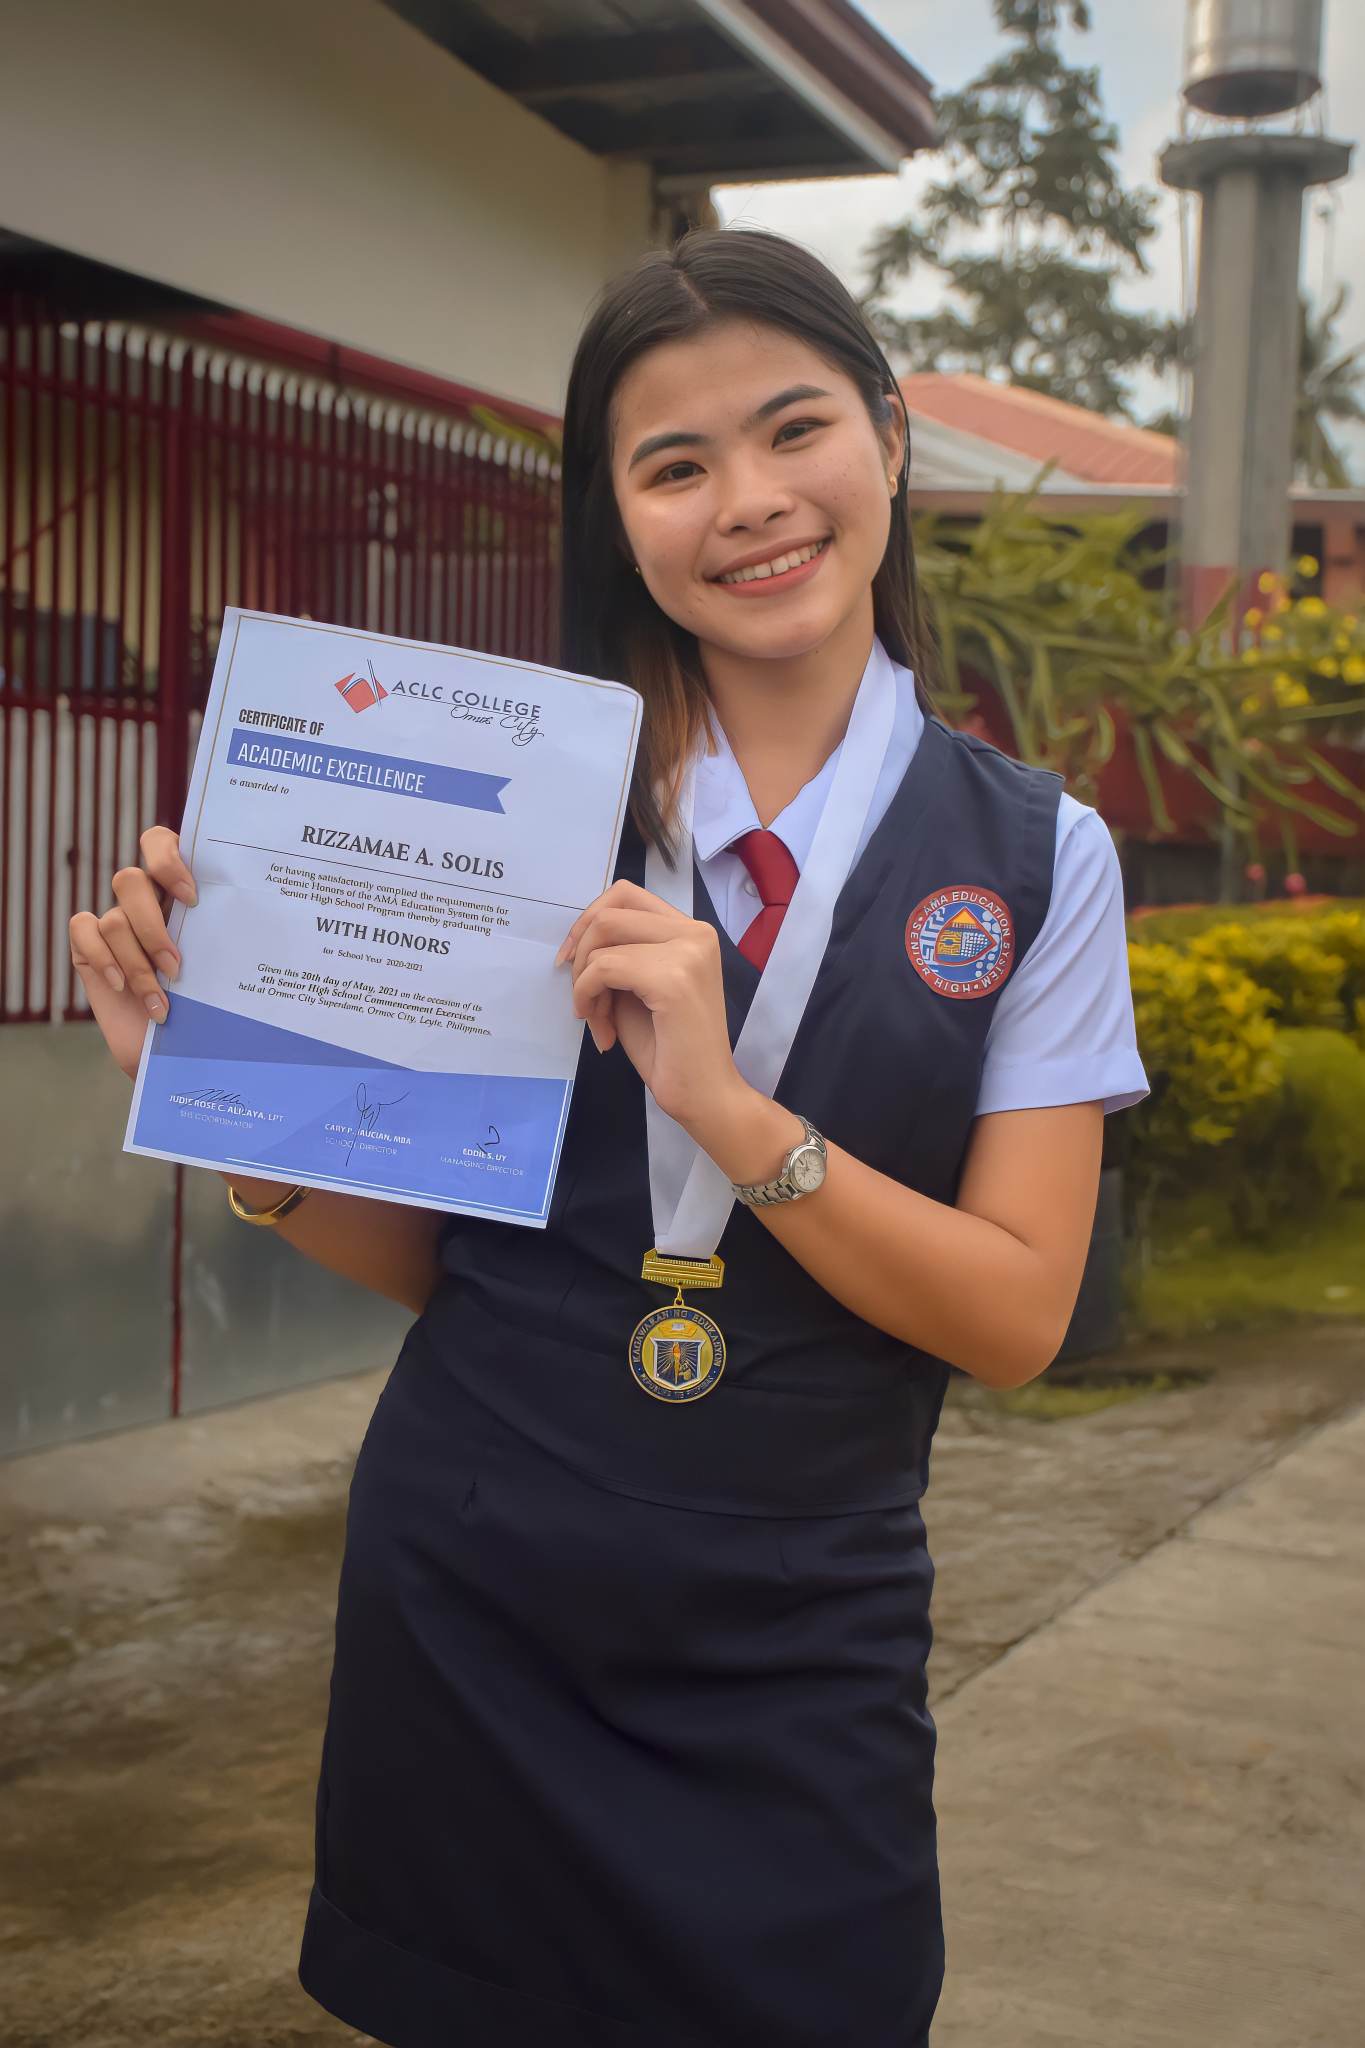 ACLC COLLEGE
Ormoc City
CERTIFICATE OF
ACADEMIC EXCELLENCE
is awarded to
RIZZAMAE A. SOLIS
for having satisfactorily complied the requirements for
Academic Honors of the AMA Education System for the
Senior High School Program thereby graduating
WITH HONORS
for School Year 2020-2021
Given this 20th day of May, 2021 on the occasion of its
4th Senior High School Commencement Exercises
held at Ormoc City Superdome, Ormoc City, Leyte, Philippines.
JUDIE ROSE C. ALICAYA, LPT
SHS COORDINATOR
CARY P. MAUCIAN, MBA
SCHOOL DIRECTOR
EDDIE S. UY
MANAGING DIRECTOR
AMA EDUCATION SYSTEM
SENIOR HIGH
KAGAWARAN NG EDUKASYON
REPUBLIKA NG PILIPINAS